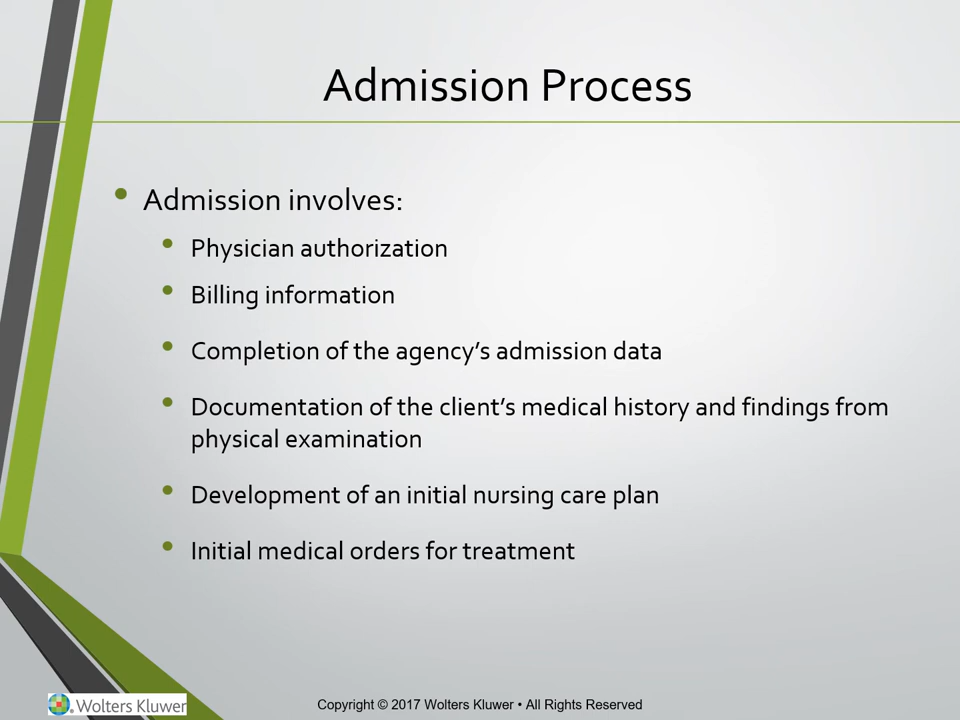 Admission Process
Admission involves:
Physician authorization
Billing information
Completion of the agency’s admission data
Documentation of the client’s medical history and findings from
physical examination
Development of an initial nursing care plan
Initial medical orders for treatment
Wolters Kluwer
Copyright © 2017 Wolters Kluwer • All Rights Reserved